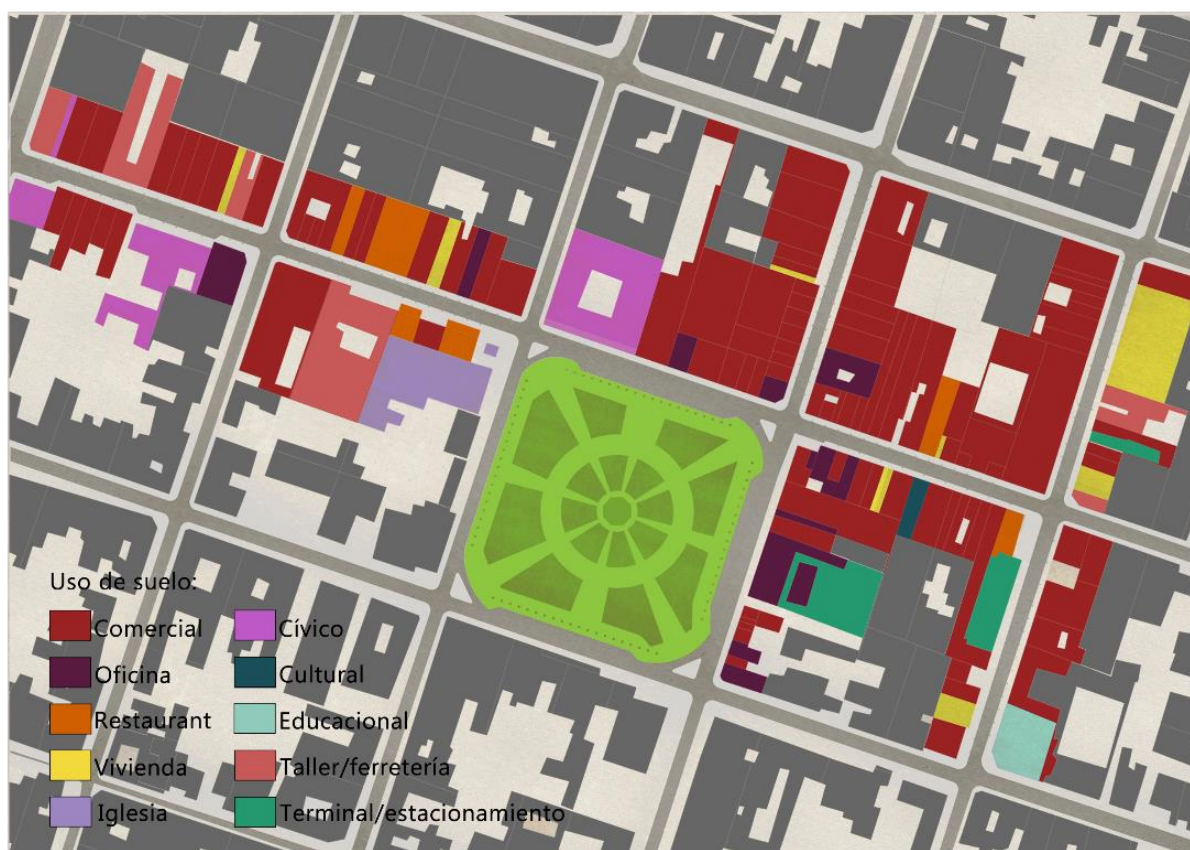 Uso de suelo:
Comercial
Cívico
Oficina
Cultural
Restaurant
Educacional
Vivienda
Taller/ferretería
Iglesia
Terminal/estacionamiento